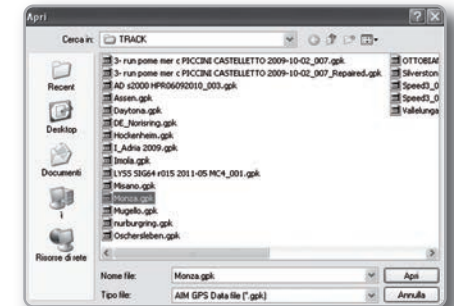 Apri
Cerca in: TRACK
Recent
Desktop
Documenti
Risorse di rete
3- run pome mer c PICCINI CASTELLETTO 2009-10-02_007.gpk
3- run pome mer c PICCINI CASTELLETTO 2009-10-02_007_Repaired.gpk
AD s2000 HPR06092010_003.gpk
Assen.gpk
Daytona.gpk
DE_Norisring.gpk
Hockenheim.gpk
I_Adria 2009.gpk
Imola.gpk
LYSS SIG64 r015 2011-05 MC4_001.gpk
Misano.gpk
Monza.gpk
Mugello.gpk
nurburgring.gpk
Oschersleben.gpk
OTTOBIA
Silverston
Speed3_0
Speed3_0
Vallelunga
Nome file: Monza.gpk Apri
Tipo file: AIM GPS Data file (*.gpk) Annulla